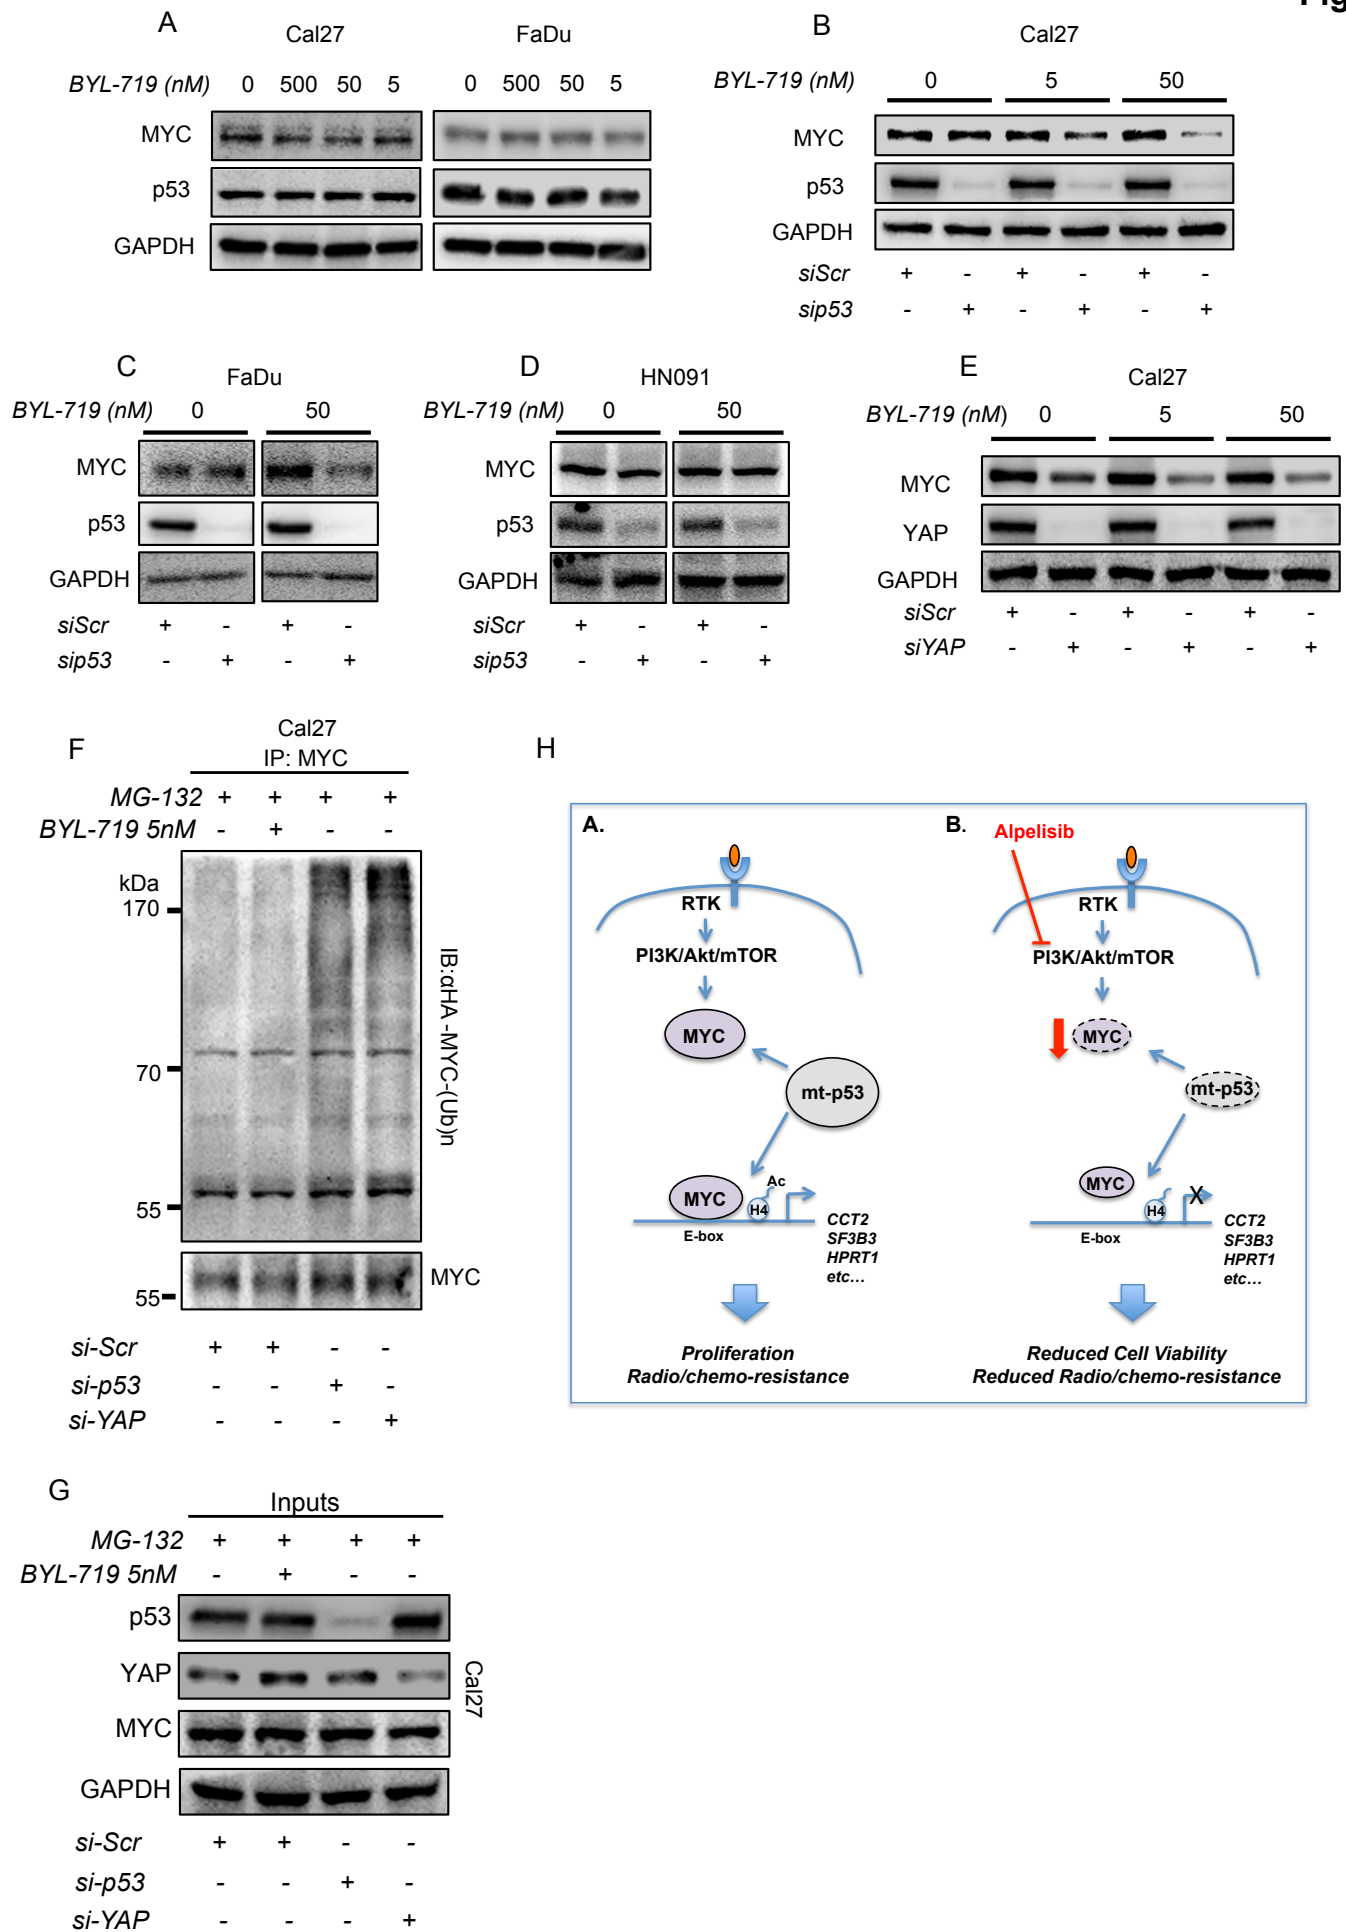 Fig
A
Cal27
FaDu
BYL-719 (nM)
0 500 50 5
0 500 50 5
MYC
p53
GAPDH
B
Cal27
BYL-719 (nM)
0 5 50
MYC
p53
GAPDH
siScr + - + - + -
sip53 - + - + - +
C
FaDu
BYL-719 (nM)
0 50
MYC
p53
GAPDH
siScr + - + -
sip53 - + - +
D
HN091
BYL-719 (nM)
0 50
MYC
p53
GAPDH
siScr + - + -
sip53 - + - +
E
Cal27
BYL-719 (nM)
0 5 50
MYC
YAP
GAPDH
siScr + - + - + -
siYAP - + - + - +
F
Cal27
IP: MYC
MG-132 + + + +
BYL-719 5nM - + - -
kDa
170
70
55
IB:αHA -MYC-(Ub)n
MYC
55
si-Scr + + - -
si-p53 - - + -
si-YAP - - - +
G
Inputs
MG-132 + + + +
BYL-719 5nM - + - -
p53
YAP
MYC
GAPDH
Cal27
si-Scr + + - -
si-p53 - - + -
si-YAP - - - +
H
A.
RTK
PI3K/Akt/mTOR
MYC
mt-p53
MYC
Ac
H4
E-box
CCT2
SF3B3
HPRT1
etc...
Proliferation
Radio/chemo-resistance
B.
Alpelisib
RTK
PI3K/Akt/mTOR
MYC
mt-p53
MYC
H4
X
E-box
CCT2
SF3B3
HPRT1
etc...
Reduced Cell Viability
Reduced Radio/chemo-resistance